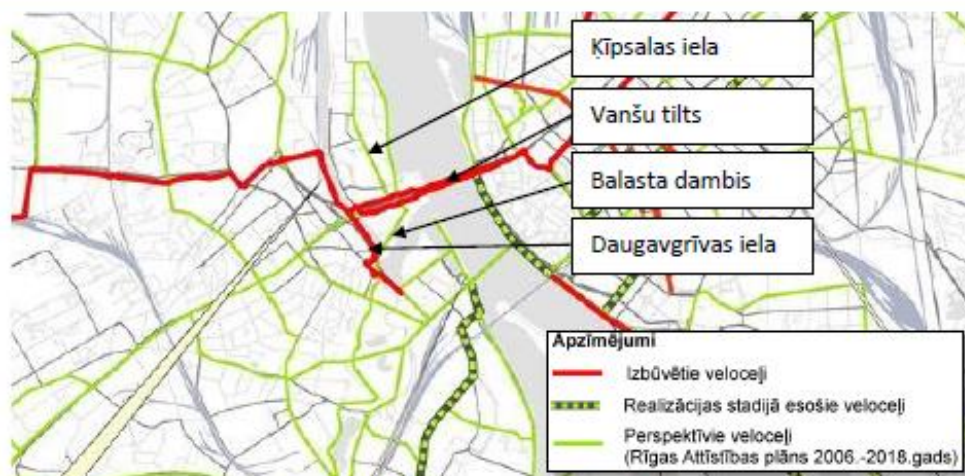 Ķīpsalas iela
Vanšu tilts
Balasta dambis
Daugavgrīvas iela
Apzīmējumi
Izbūvētie veloceļi
Realizācijas stadijā esošie veloceļi
Perspektīvie veloceļi
(Rīgas Attīstības plāns 2006.-2018.gads)